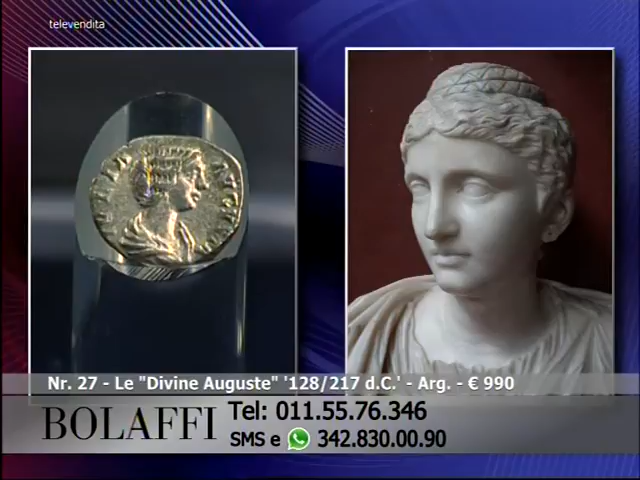 televendita
Nr. 27 - Le "Divine Auguste" '128/217 d.C.' - Arg. - € 990
BOLAFFI
Tel: 011.55.76.346
SMS e 342.830.00.90